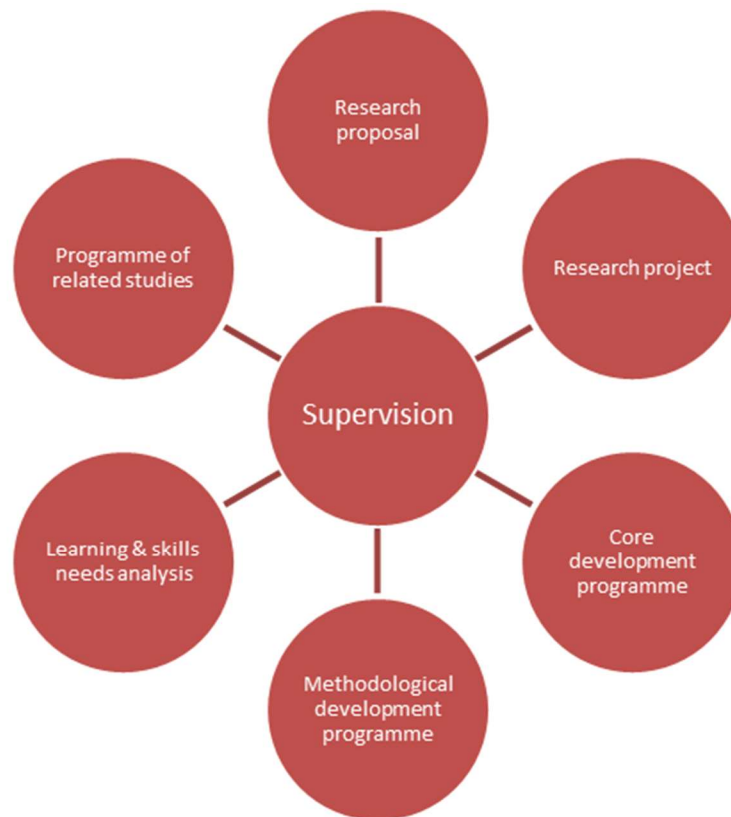 Research
proposal
Research project
Core
development
programme
Methodological
development
programme
Learning & skills
needs analysis
Programme of
related studies
Supervision